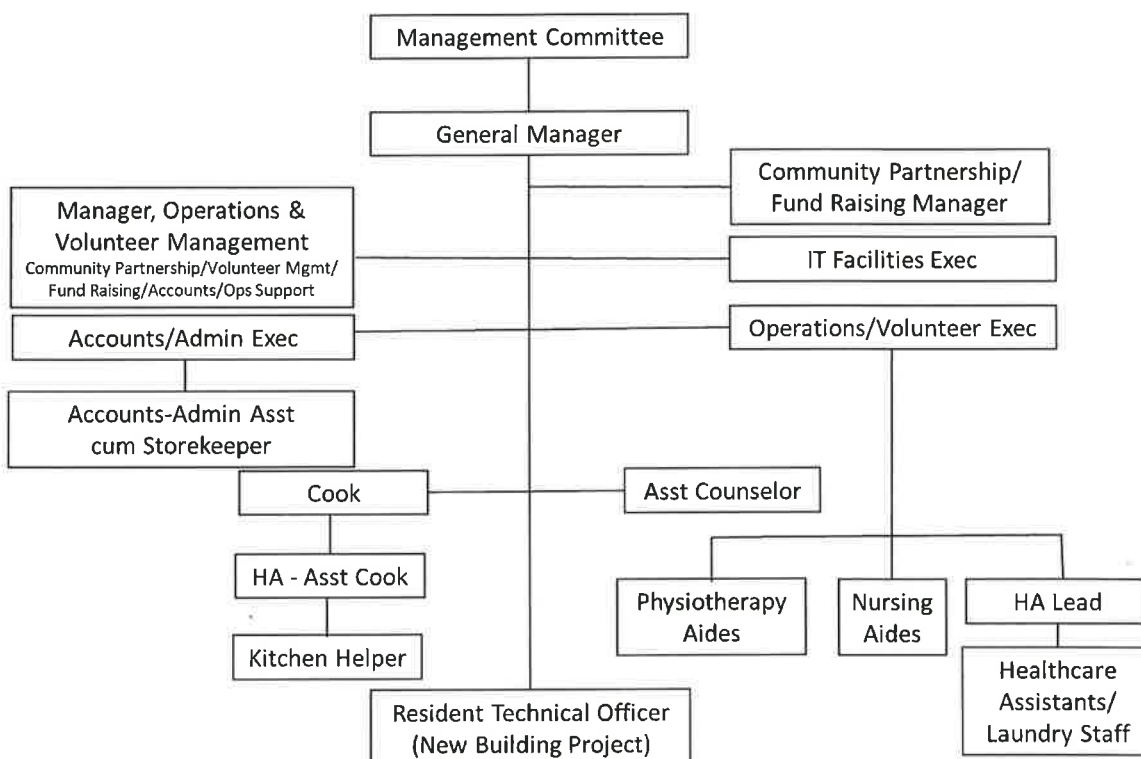 Management Committee
General Manager
Community Partnership/
Fund Raising Manager
Manager, Operations &
Volunteer Management
Community Partnership/Volunteer Mgmt/
Fund Raising/Accounts/Ops Support
IT Facilities Exec
Accounts/Admin Exec
Operations/Volunteer Exec
Accounts-Admin Asst
cum Storekeeper
Cook
Asst Counselor
HA - Asst Cook
Physiotherapy
Aides
Nursing
Aides
HA Lead
Kitchen Helper
Healthcare
Assistants/
Laundry Staff
Resident Technical Officer
(New Building Project)